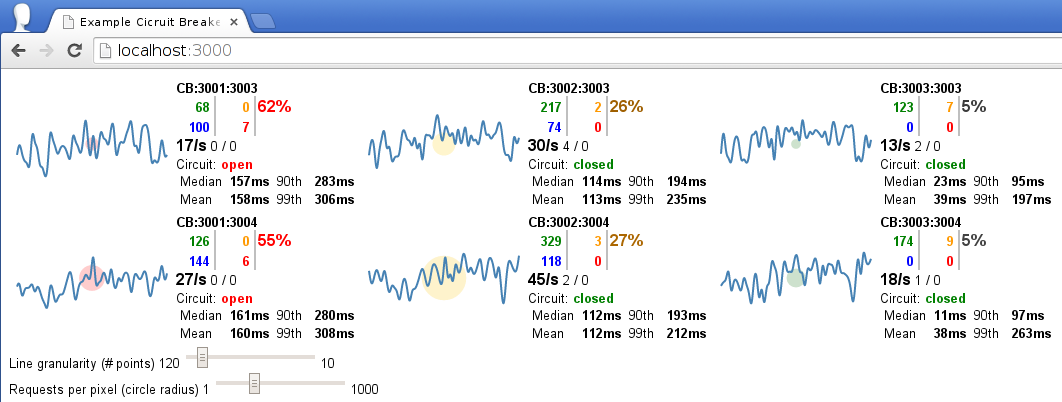 Example Cicruit Breake
localhost:3000
CB:3001:3003
68 0 62%
100 7
17/s 0 / 0
Circuit: open
Median 157ms 90th 283ms
Mean 158ms 99th 306ms
CB:3002:3003
217 2 26%
74 0
30/s 4 / 0
Circuit: closed
Median 114ms 90th 194ms
Mean 113ms 99th 235ms
CB:3003:3003
123 7 5%
0 0
13/s 2 / 0
Circuit: closed
Median 23ms 90th 95ms
Mean 39ms 99th 197ms
CB:3001:3004
126 0 55%
144 6
27/s 0 / 0
Circuit: open
Median 161ms 90th 280ms
Mean 160ms 99th 308ms
CB:3002:3004
329 3 27%
118 0
45/s 2 / 0
Circuit: closed
Median 112ms 90th 193ms
Mean 112ms 99th 212ms
CB:3003:3004
174 9 5%
0 0
18/s 1 / 0
Circuit: closed
Median 11ms 90th 97ms
Mean 38ms 99th 263ms
Line granularity (# points) 120 10
Requests per pixel (circle radius) 1 1000